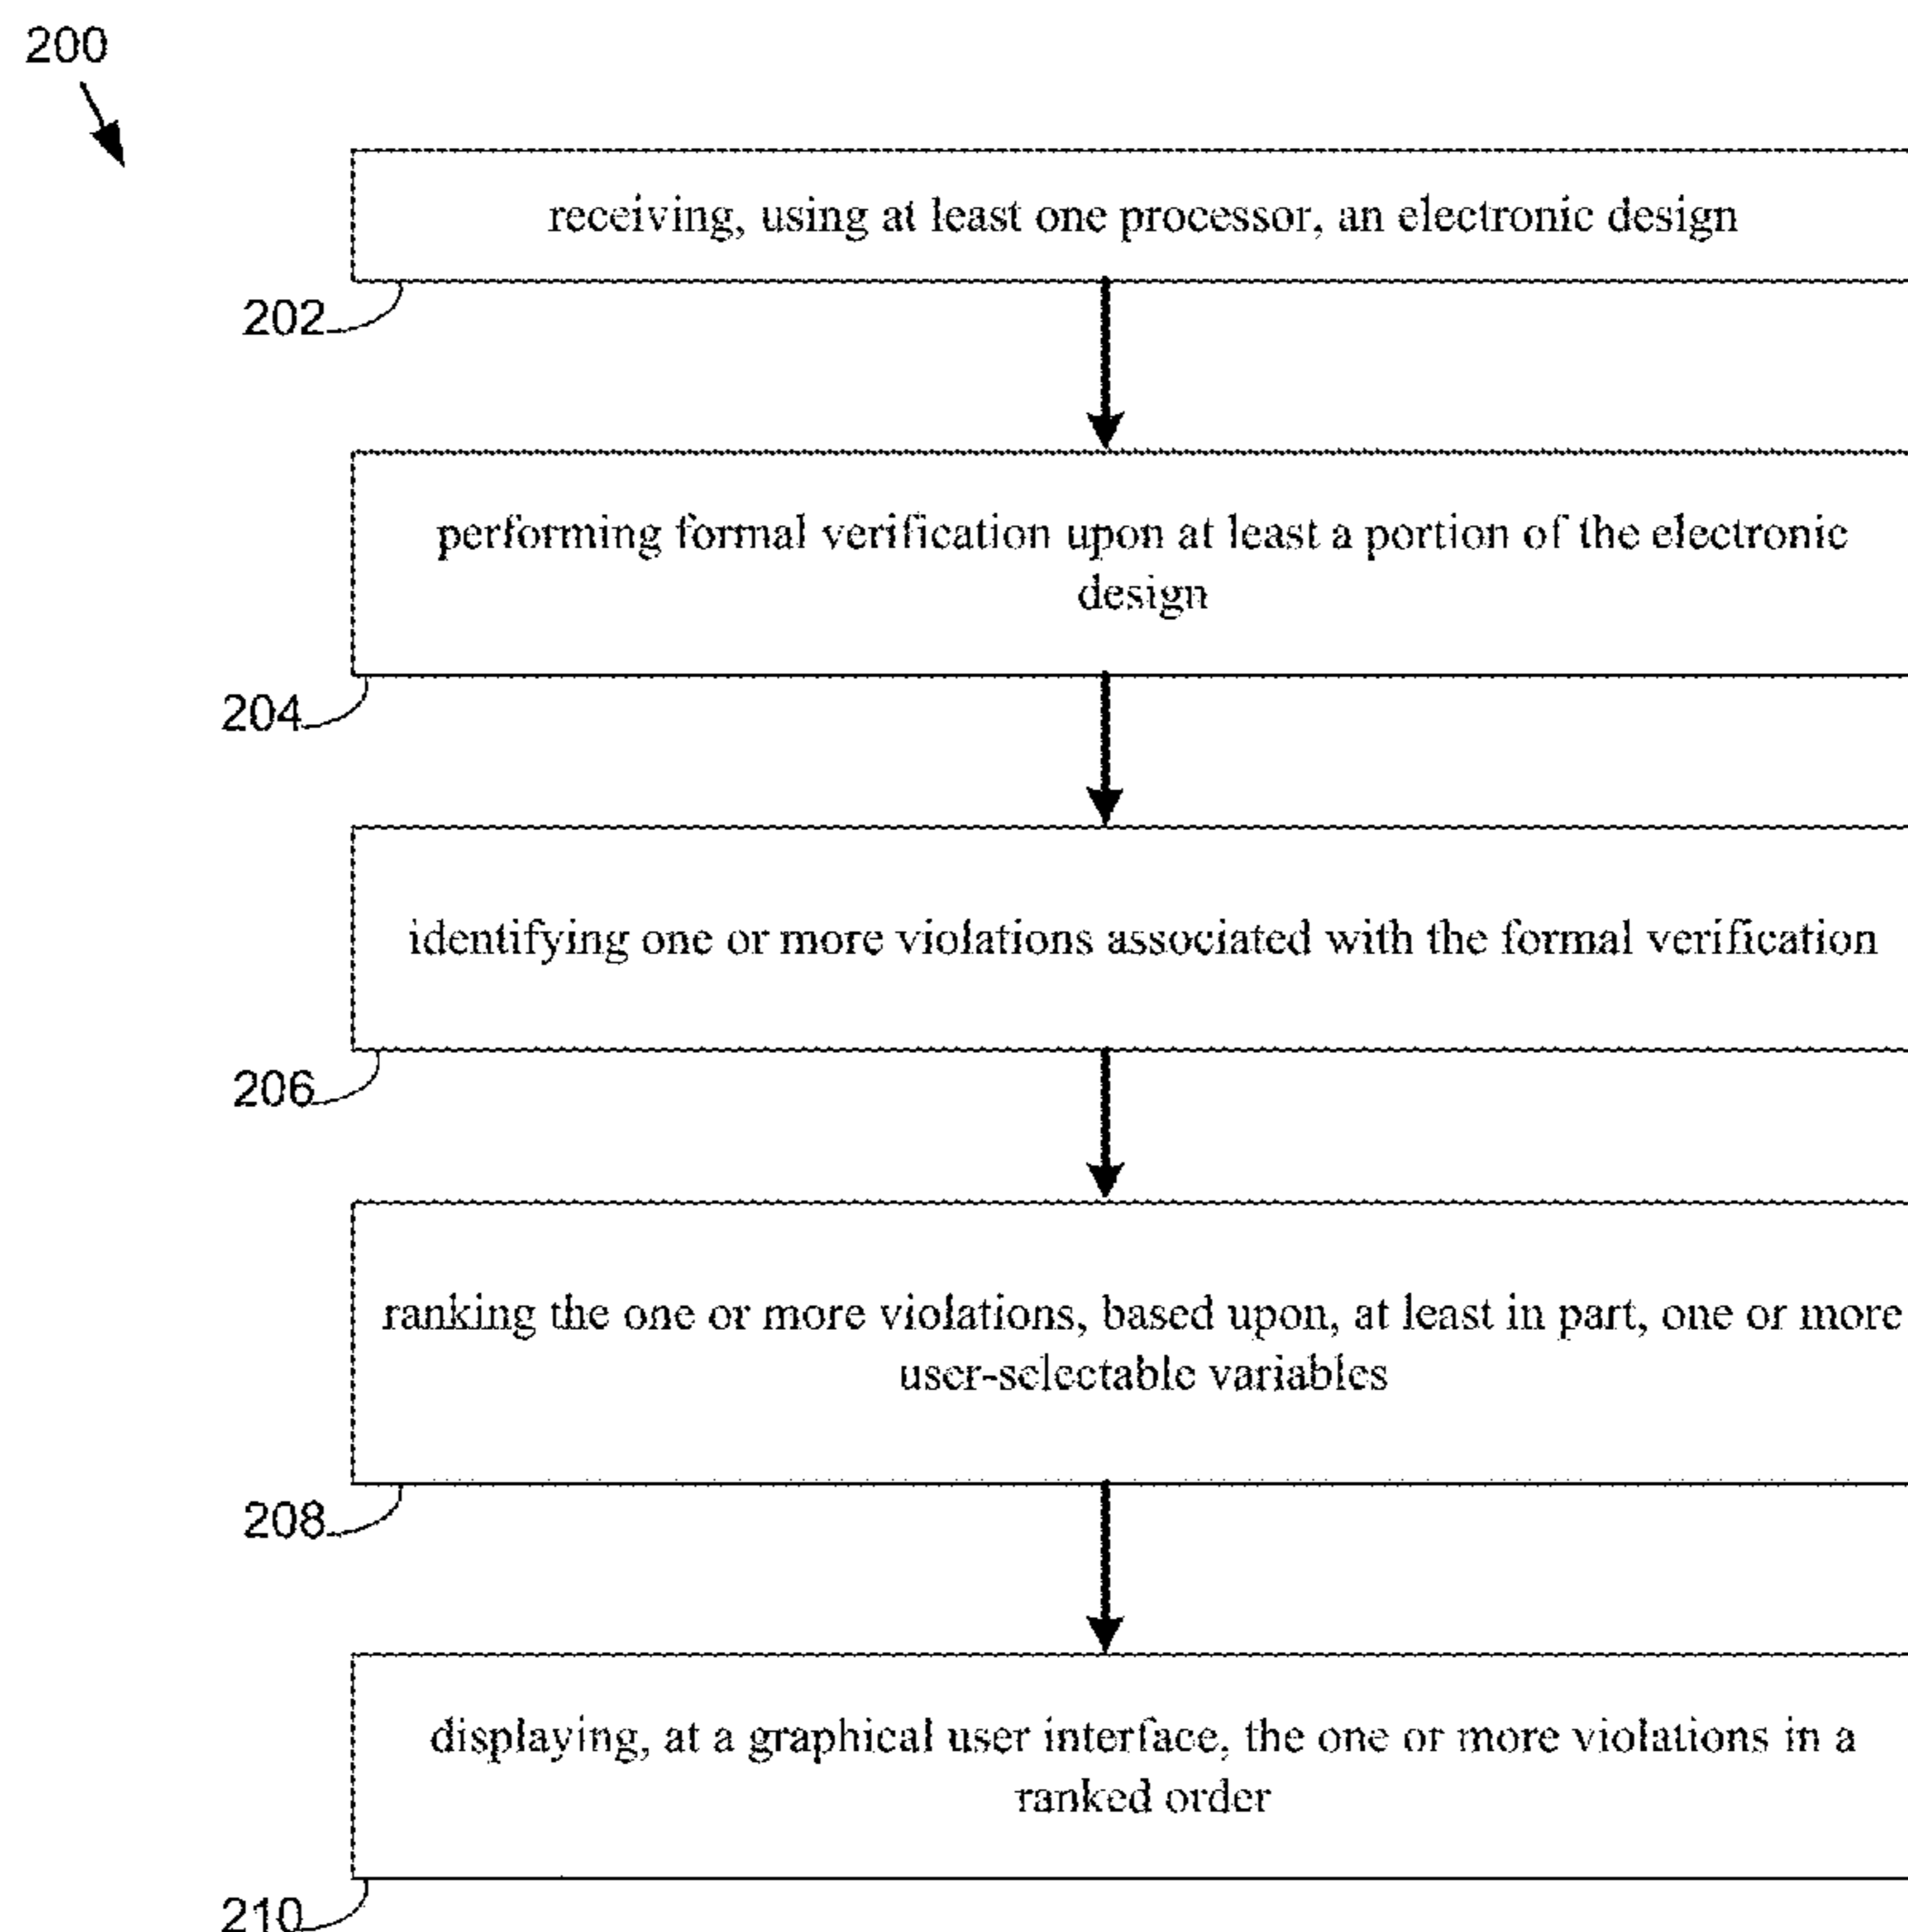 200
receiving, using at least one processor, an electronic design
202
performing formal verification upon at least a portion of the electronic
design
204
identifying one or more violations associated with the formal verification
206
ranking the one or more violations, based upon, at least in part, one or more
user-selectable variables
208
displaying, at a graphical user interface, the one or more violations in a
ranked order
210